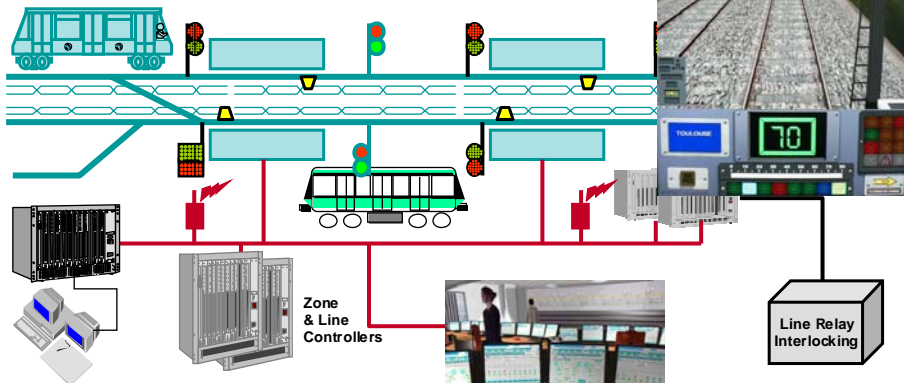 TOULOUSE
70
Zone
& Line
Controllers
Line Relay
Interlocking